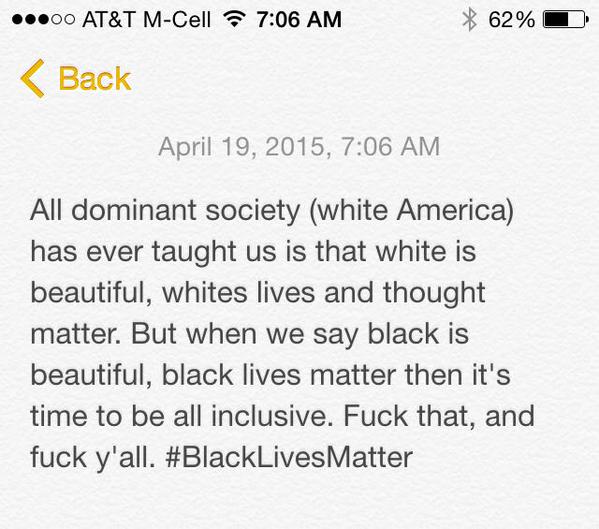 AT&T M-Cell 7:06 AM 62%
Back
April 19, 2015, 7:06 AM
All dominant society (white America)
has ever taught us is that white is
beautiful, whites lives and thought
matter. But when we say black is
beautiful, black lives matter then it's
time to be all inclusive. Fuck that, and
fuck y'all. #BlackLivesMatter